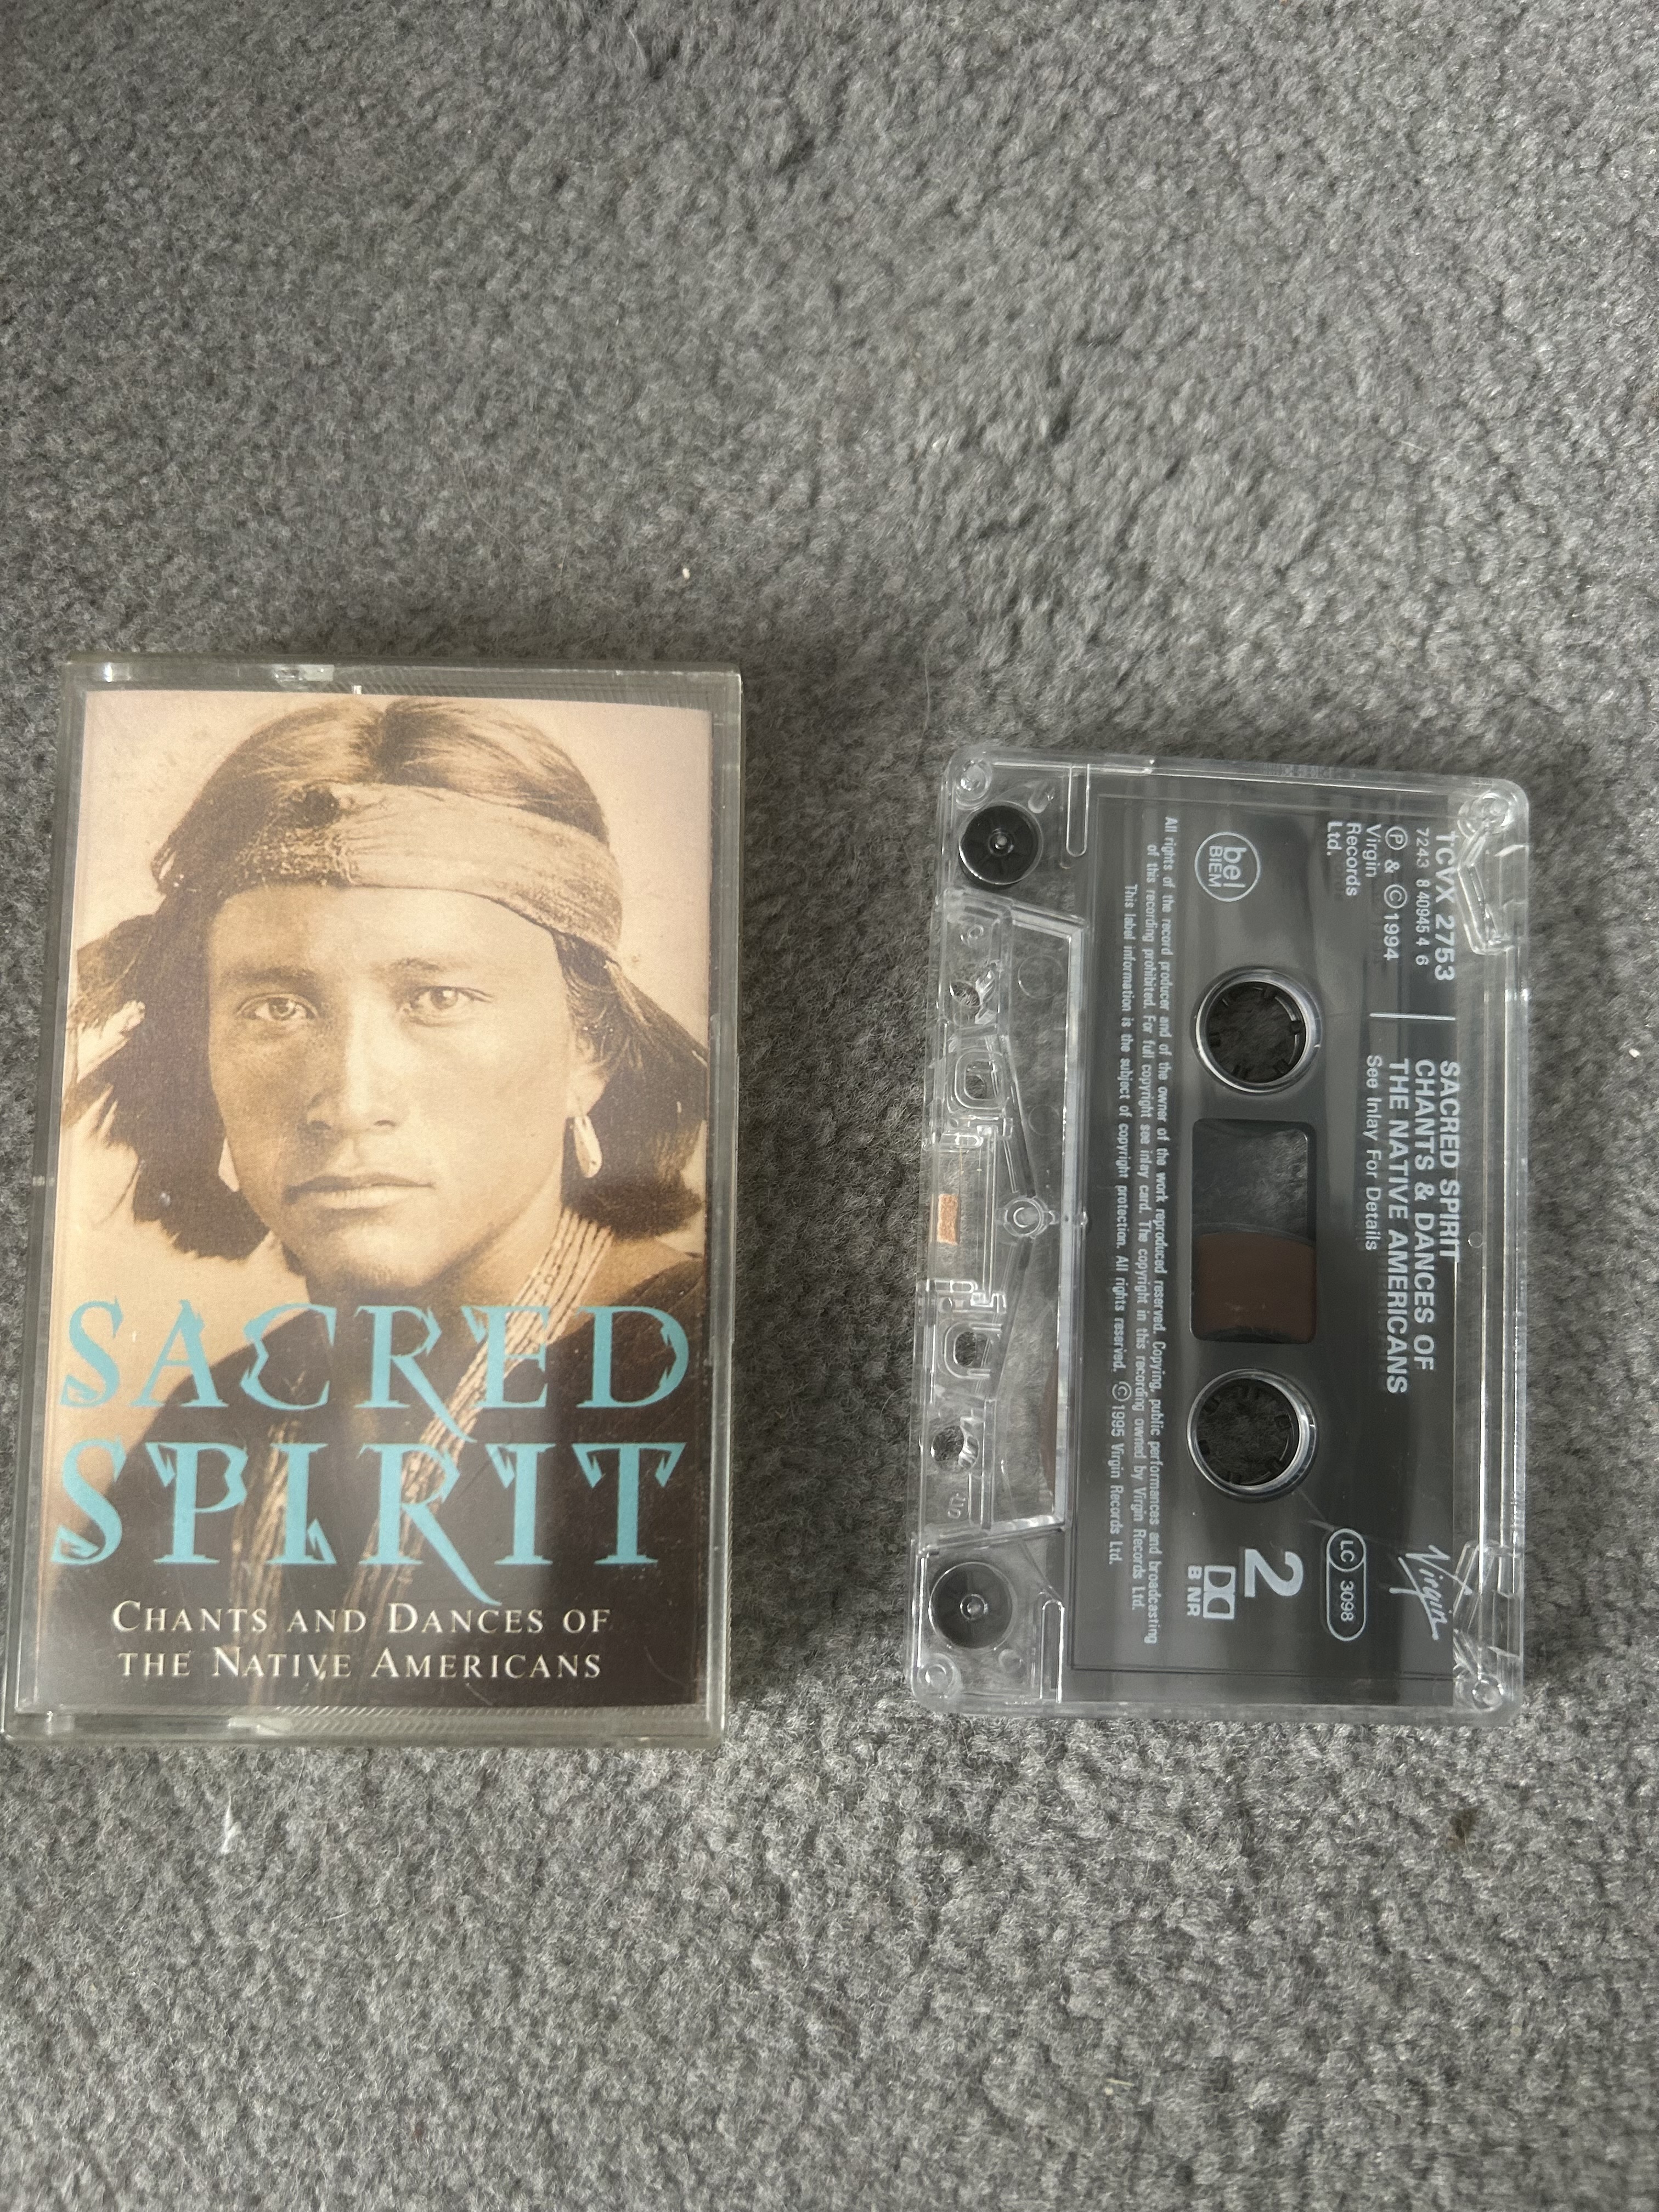 SACRED
SPIRIT
CHANTS AND DANCES OF
THE NATIVE AMERICANS
TCVX 2753
7243 8 40945 4 6
Ⓟ & © 1994
Virgin
Records
Ltd.
SACRED SPIRIT
CHANTS & DANCES OF
THE NATIVE AMERICANS
See Inlay For Details
Virgin
LC 3098
2
B NR
bel
BIEM
All rights of the record producer and of the owner of the work reproduced reserved. Copying, public performances and broadcasting
of this recording prohibited. For full copyright see inlay card. The copyright in this recording owned by Virgin Records Ltd.
This label information is the subject of copyright protection. All rights reserved. © 1995 Virgin Records Ltd.